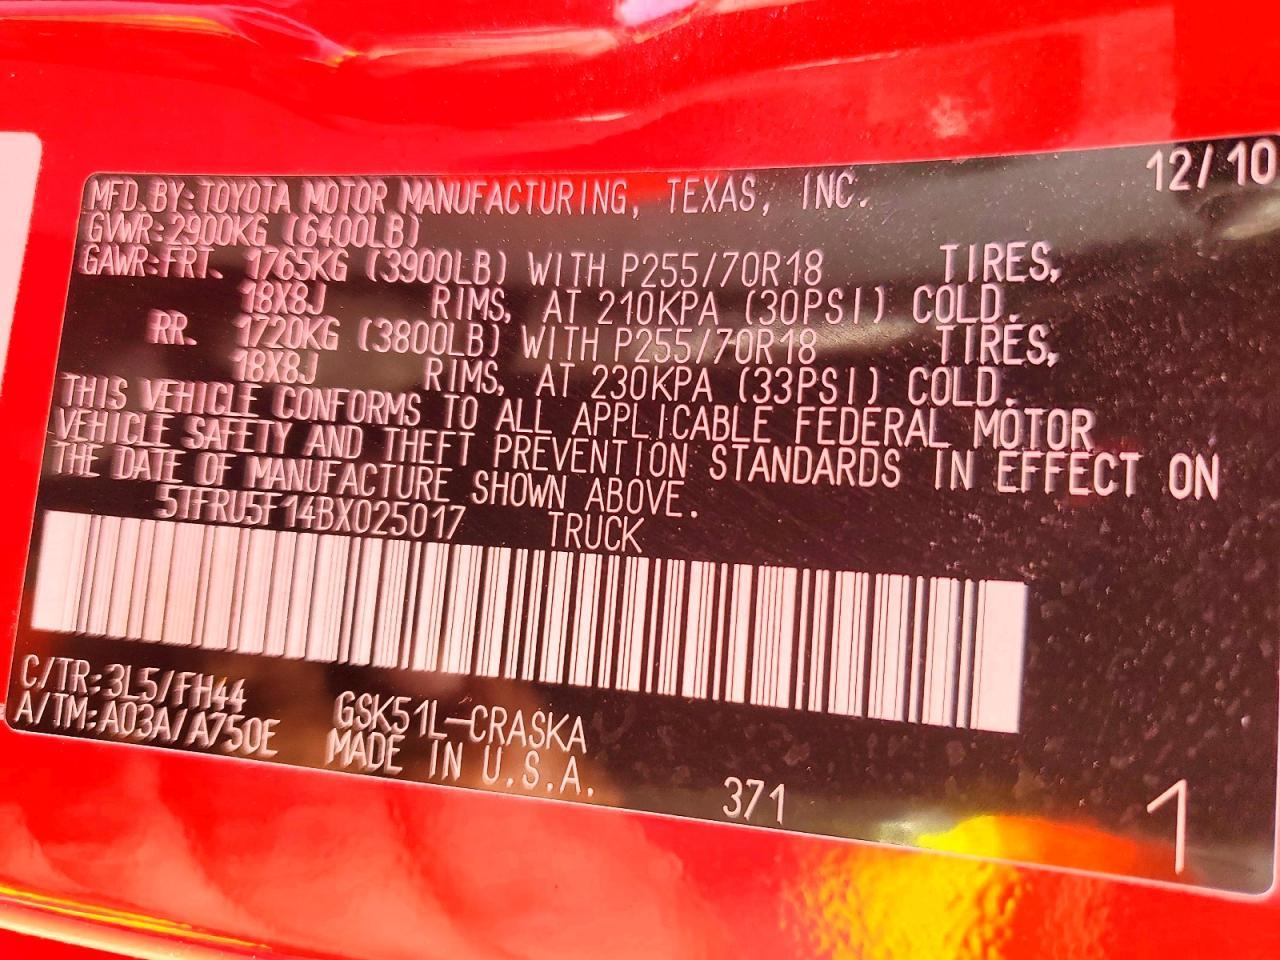 12/10
MFD. BY: TOYOTA MOTOR MANUFACTURING, TEXAS, INC.
GVWR: 2900KG (6400LB)
GAWR: FRT. 1765KG (3900LB) WITH P255/70R18 TIRES,
18X8J RIMS, AT 210KPA (30PSI) COLD.
RR. 1720KG (3800LB) WITH P255/70R18 TIRES,
18X8J RIMS, AT 230KPA (33PSI) COLD.
THIS VEHICLE CONFORMS TO ALL APPLICABLE FEDERAL MOTOR
VEHICLE SAFETY AND THEFT PREVENTION STANDARDS IN EFFECT ON
THE DATE OF MANUFACTURE SHOWN ABOVE.
5TFRU5F14BX025017 TRUCK
C/TR: 3L5/FH44 GSK51L-CRASKA
A/TM: A03A/A750E MADE IN U.S.A.
371
1